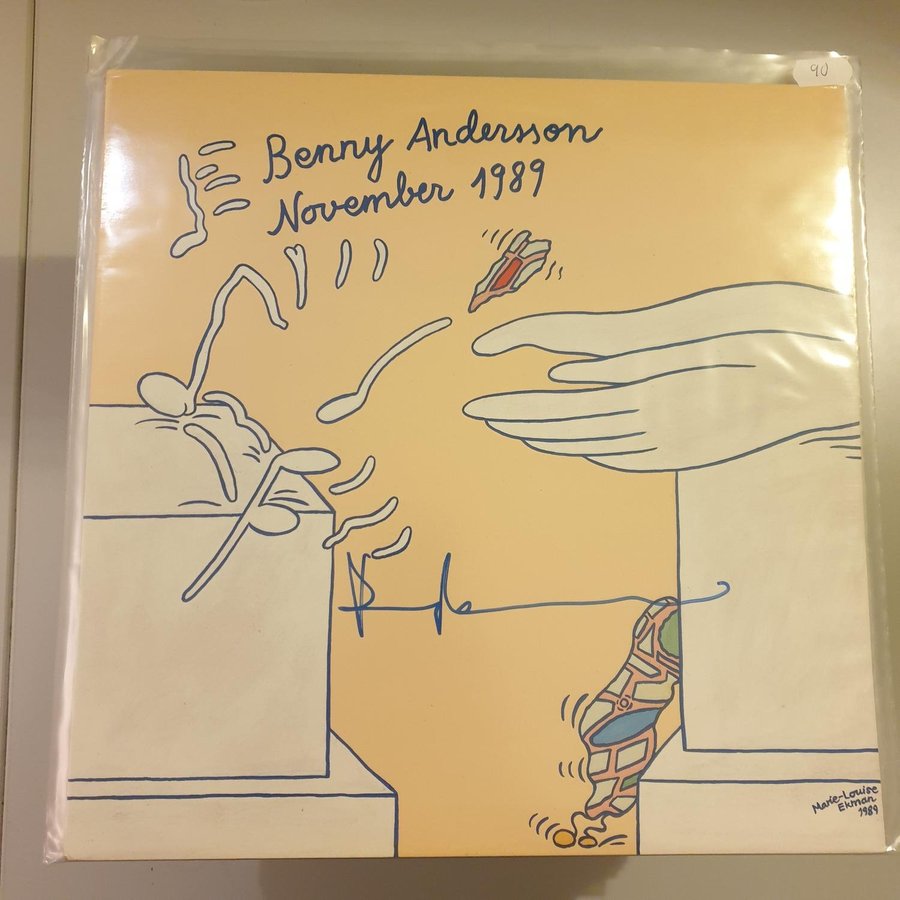 90
Benny Andersson
November 1989
Marie-Louise
Ekman
1989